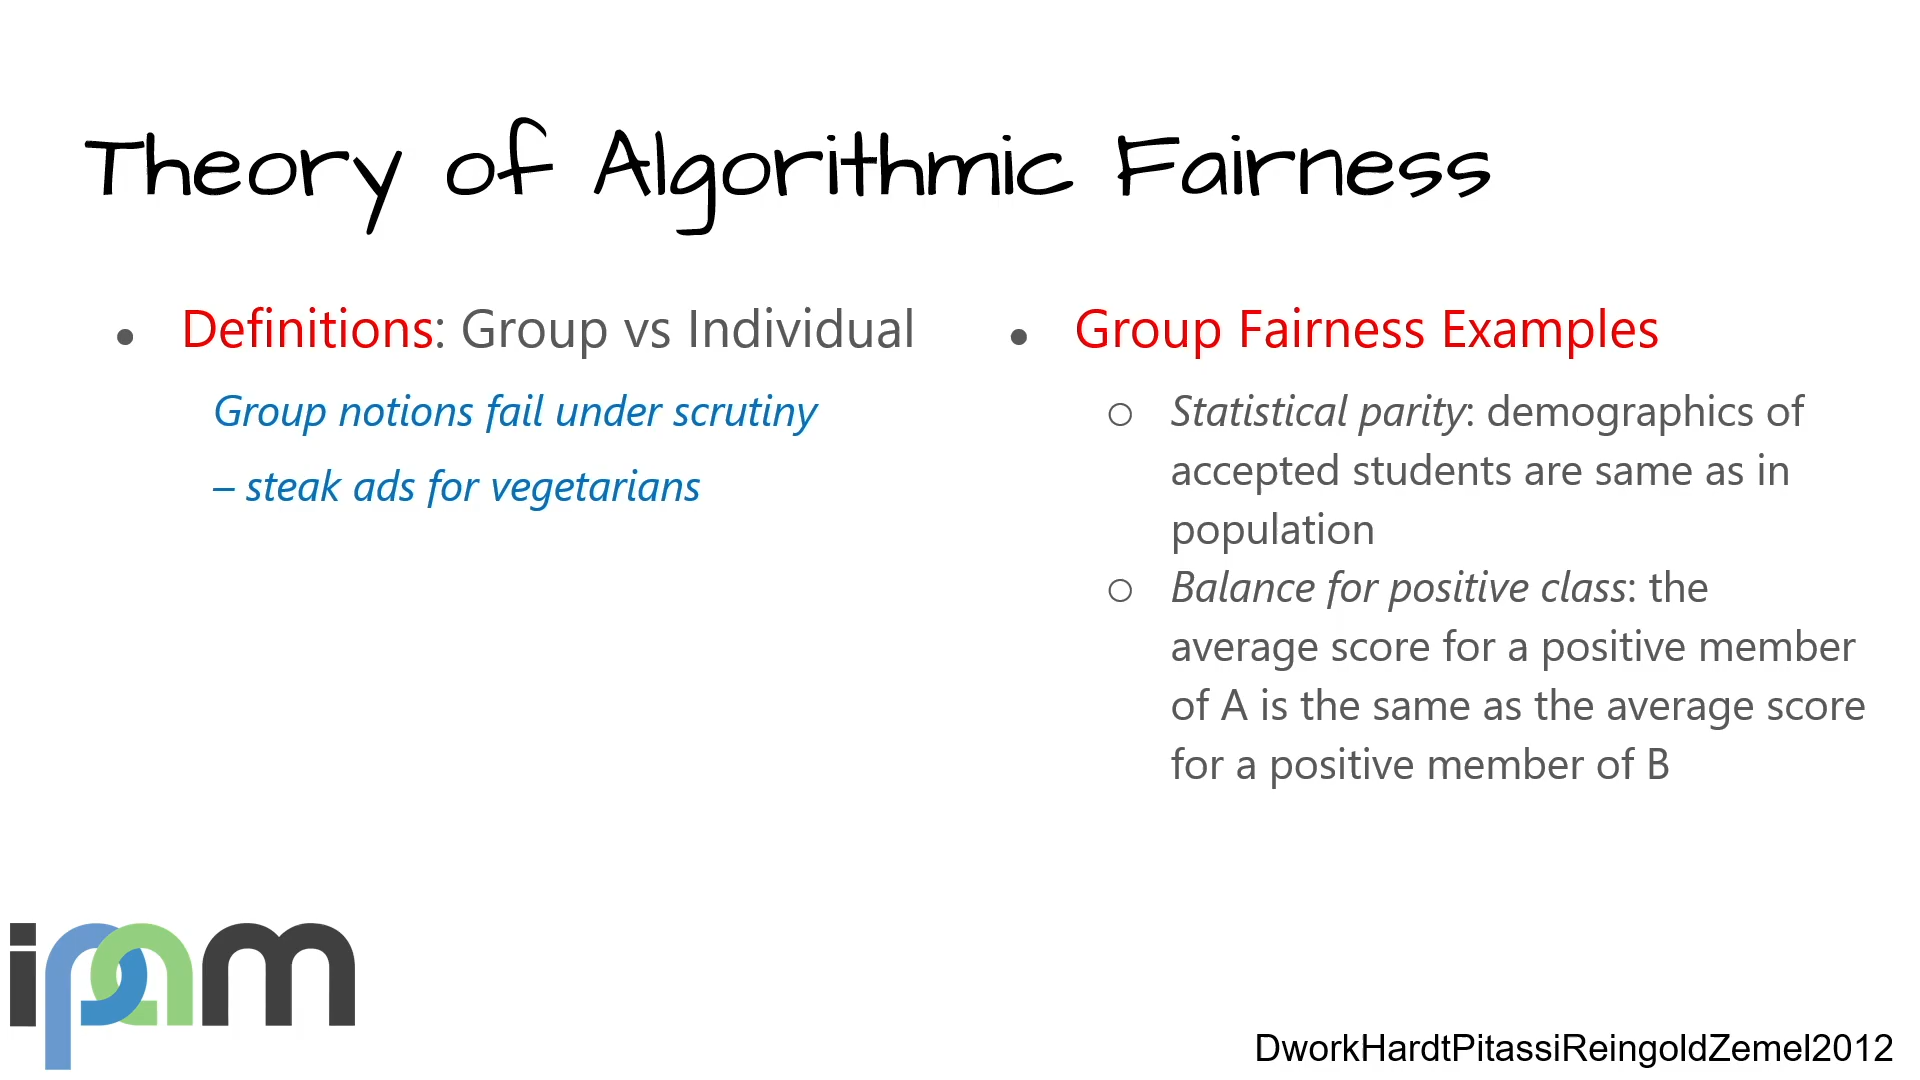 Theory of Algorithmic Fairness
● Definitions: Group vs Individual
Group notions fail under scrutiny
– steak ads for vegetarians
● Group Fairness Examples
○ Statistical parity: demographics of
accepted students are same as in
population
○ Balance for positive class: the
average score for a positive member
of A is the same as the average score
for a positive member of B
ipam
DworkHardtPitassiReingoldZemel2012